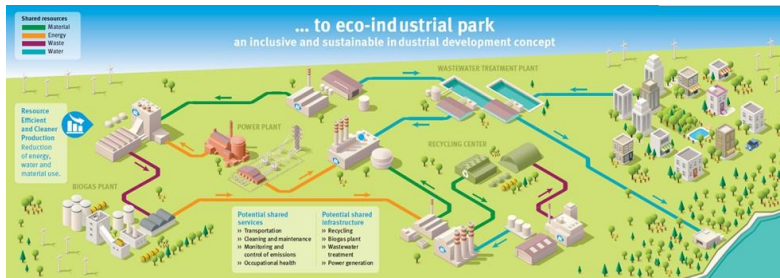 Shared resources
Material
Energy
Waste
Water
... to eco-industrial park
an inclusive and sustainable industrial development concept
WASTEWATER TREATMENT PLANT
Resource
Efficient
and Cleaner
Production
Reduction
of energy,
water and
material use.
POWER PLANT
RECYCLING CENTER
BIOGAS PLANT
Potential shared
services
›› Transportation
›› Cleaning and maintenance
›› Monitoring and
control of emissions
›› Occupational health
Potential shared
infrastructure
›› Recycling
›› Biogas plant
›› Wastewater
treatment
›› Power generation